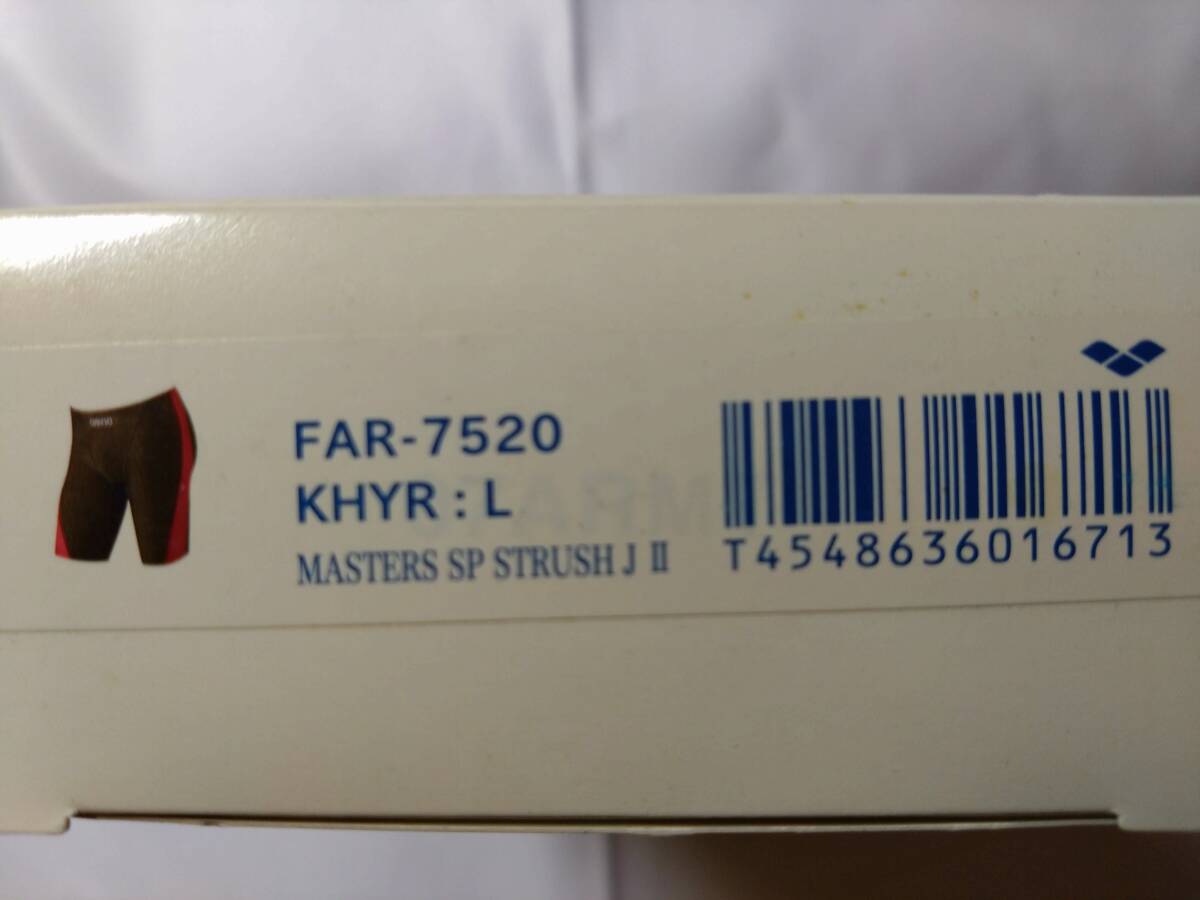 FAR-7520
KHYR : L
MASTERS SP STRUSH J II
T4548636016713